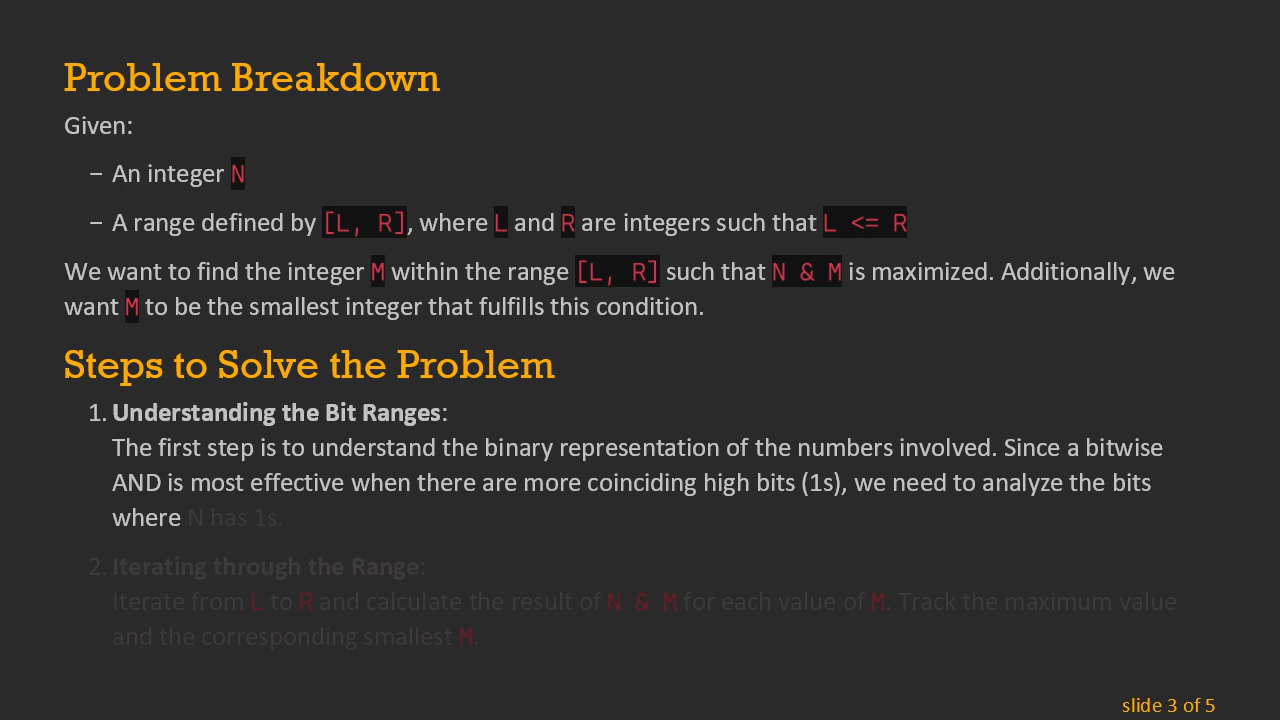 Problem Breakdown
Given:
– An integer N
– A range defined by [L, R], where L and R are integers such that L <= R
We want to find the integer M within the range [L, R] such that N & M is maximized. Additionally, we
want M to be the smallest integer that fulfills this condition.
Steps to Solve the Problem
1. Understanding the Bit Ranges:
The first step is to understand the binary representation of the numbers involved. Since a bitwise
AND is most effective when there are more coinciding high bits (1s), we need to analyze the bits
where N has 1s.
2. Iterating through the Range:
Iterate from L to R and calculate the result of N & M for each value of M. Track the maximum value
and the corresponding smallest M.
slide 3 of 5